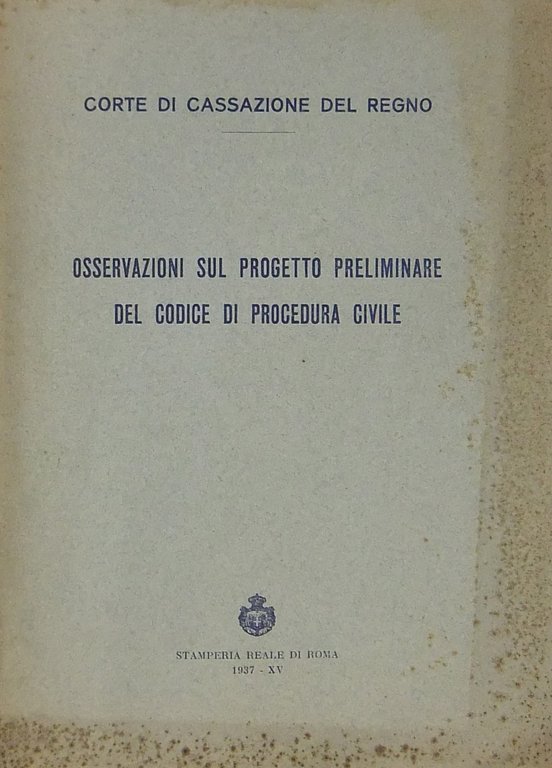 CORTE DI CASSAZIONE DEL REGNO
OSSERVAZIONI SUL PROGETTO PRELIMINARE
DEL CODICE DI PROCEDURA CIVILE
STAMPERIA REALE DI ROMA
1937 - XV